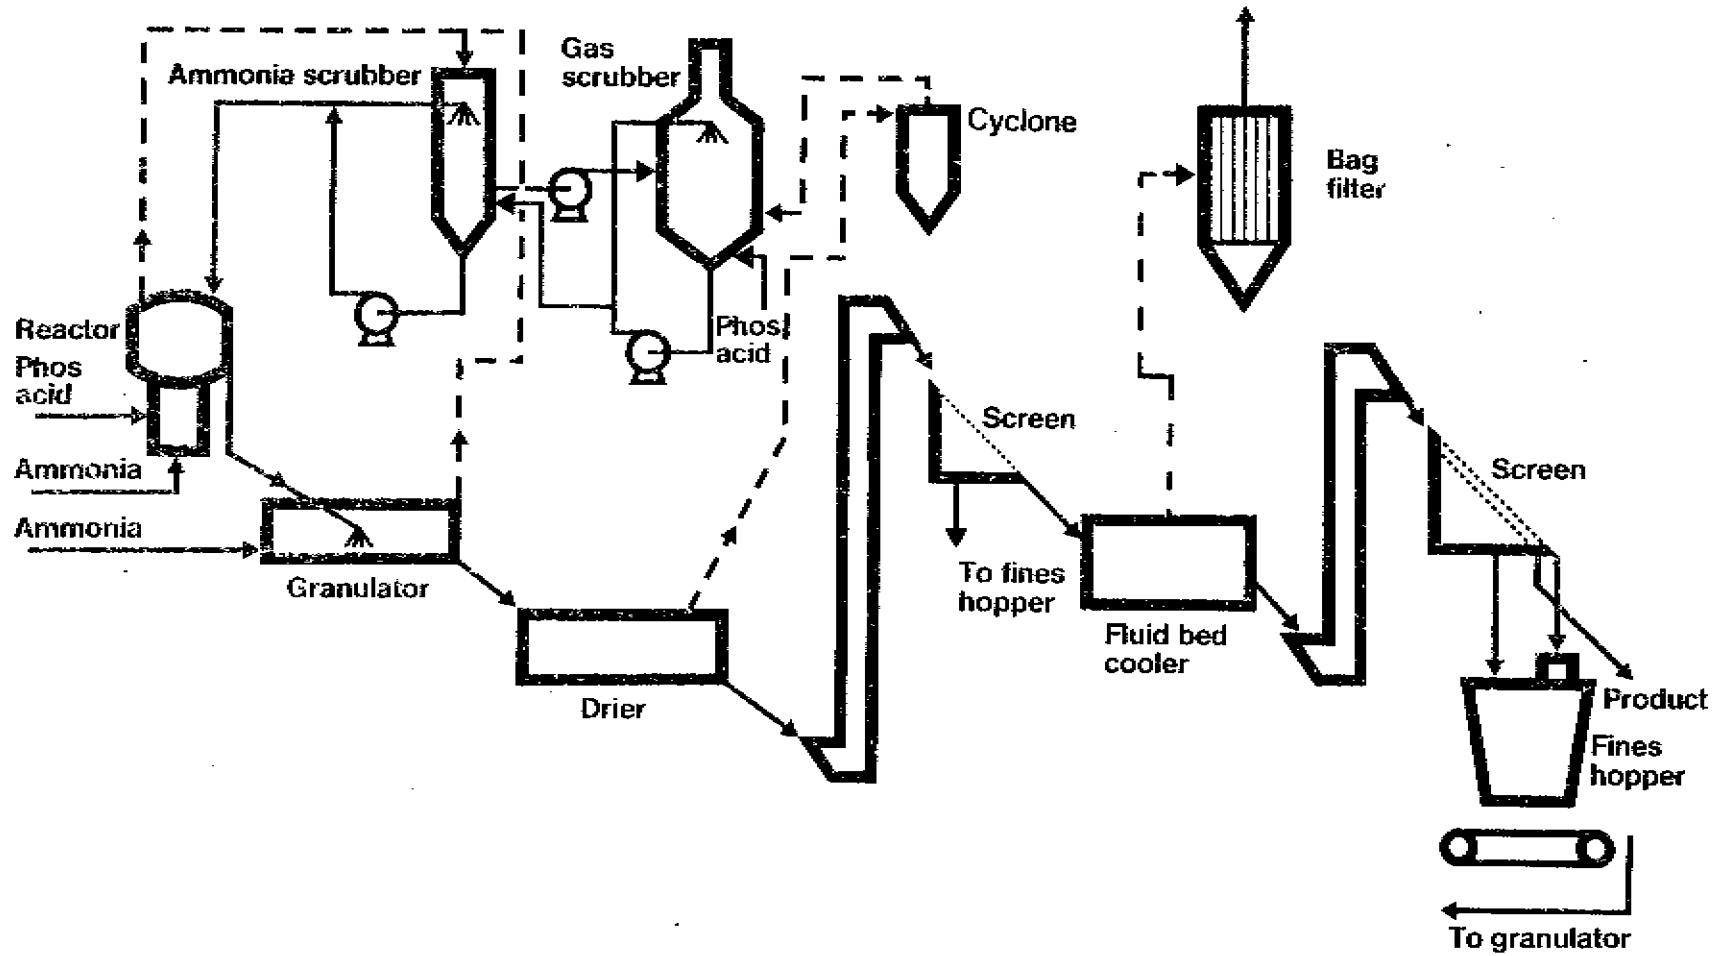 Gas
scrubber
Ammonia scrubber
Cyclone
Bag
filter
Reactor
Phos
acid
Phos
acid
Ammonia
Ammonia
Granulator
Screen
To fines
hopper
Fluid bed
cooler
Screen
Drier
Product
Fines
hopper
To granulator